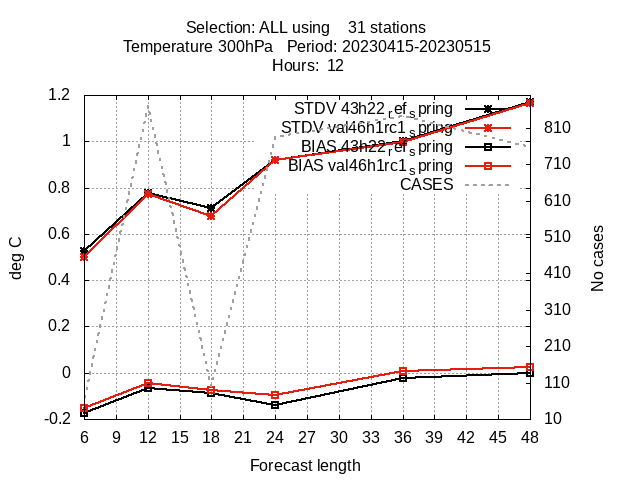 Selection: ALL using    31 stations
Temperature 300hPa   Period: 20230415-20230515
Hours:  12
STDV 43h22_ref_spring
STDV val46h1rc1_spring
BIAS 43h22_ref_spring
BIAS val46h1rc1_spring
CASES
1.2
1
0.8
0.6
0.4
0.2
0
-0.2
deg C
810
710
610
510
410
310
210
110
10
No cases
6 9 12 15 18 21 24 27 30 33 36 39 42 45 48
Forecast length